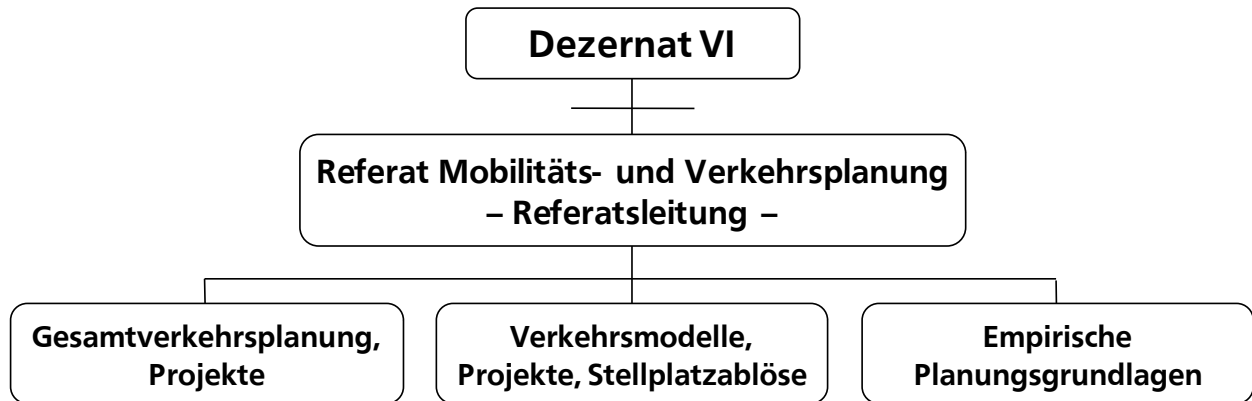 Dezernat VI
Referat Mobilitäts- und Verkehrsplanung
– Referatsleitung –
Gesamtverkehrsplanung,
Projekte
Verkehrsmodelle,
Projekte, Stellplatzablöse
Empirische
Planungsgrundlagen